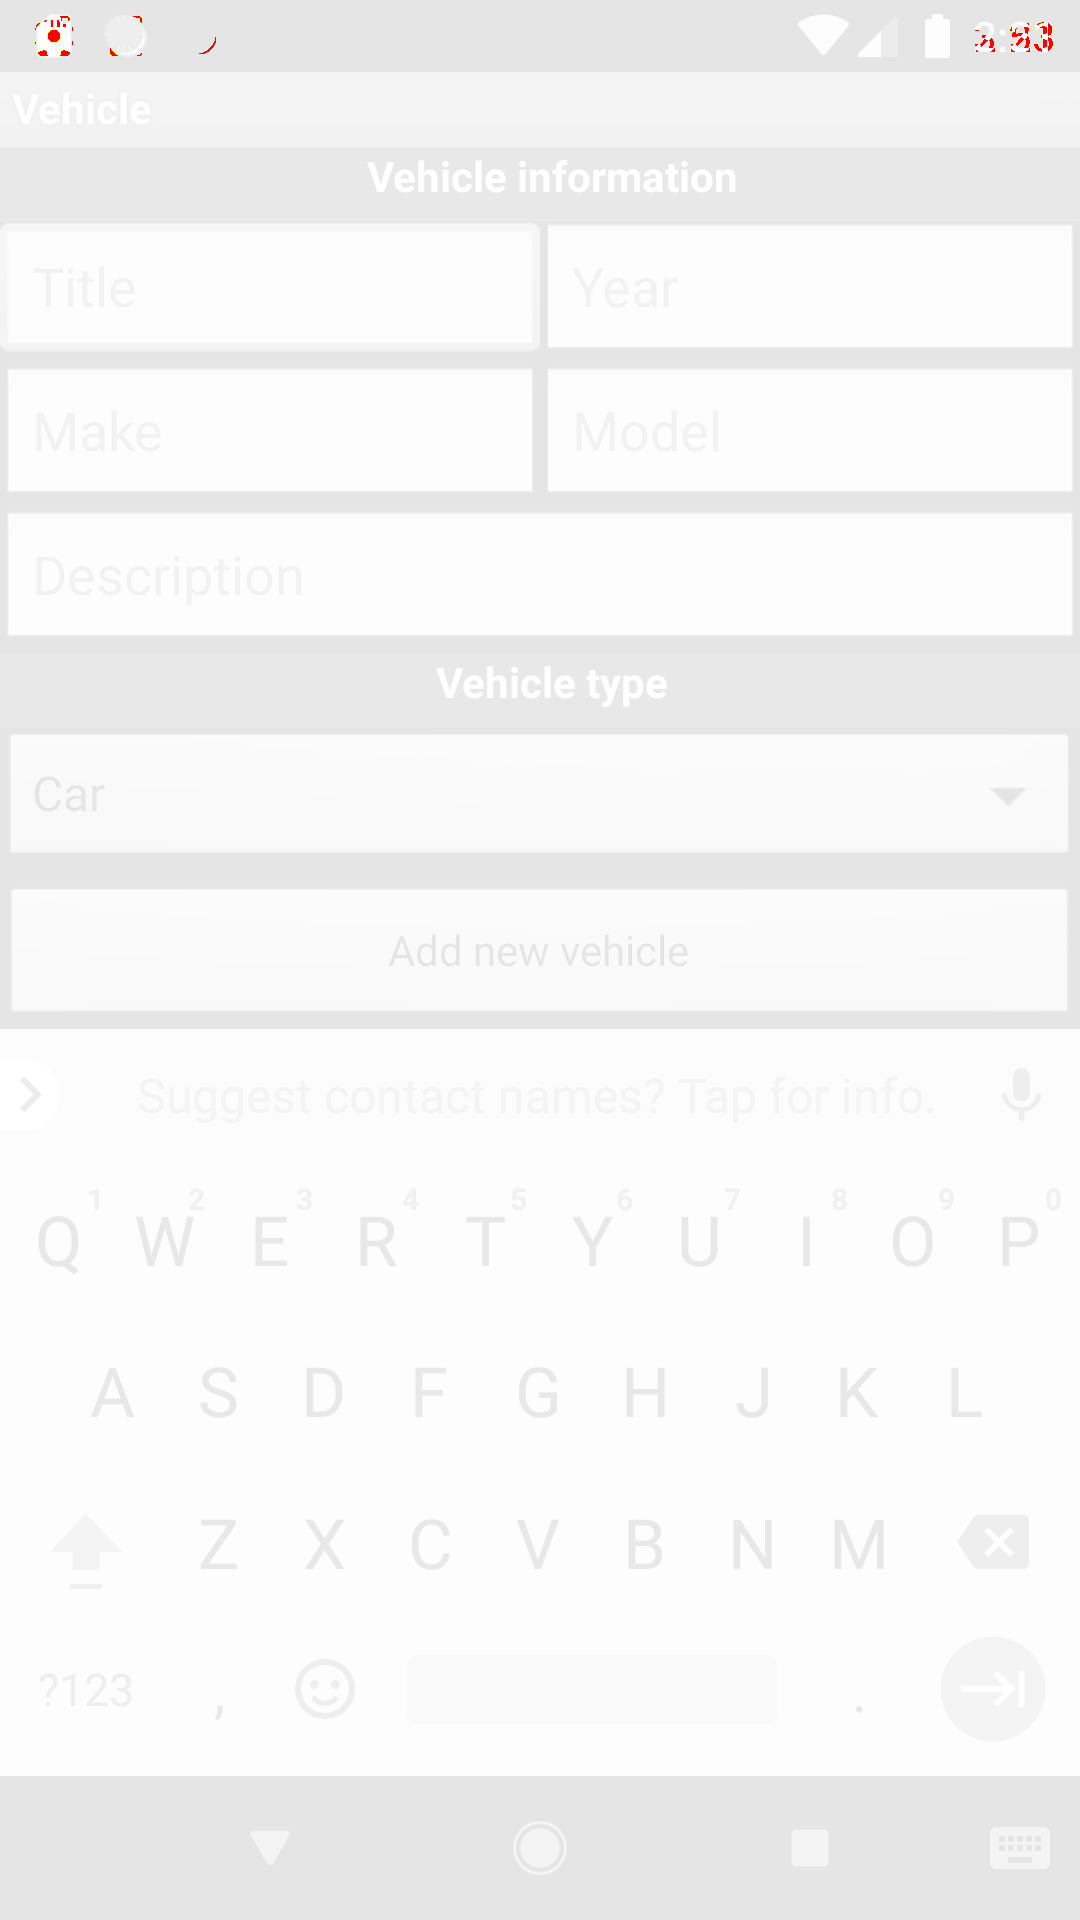 Vehicle
Vehicle information
Title Year
Make Model
Description
Vehicle type
Car
Add new vehicle
Suggest contact names? Tap for info.
1 2 3 4 5 6 7 8 9 0
Q W E R T Y U I O P
A S D F G H J K L
Z X C V B N M
?123 , .